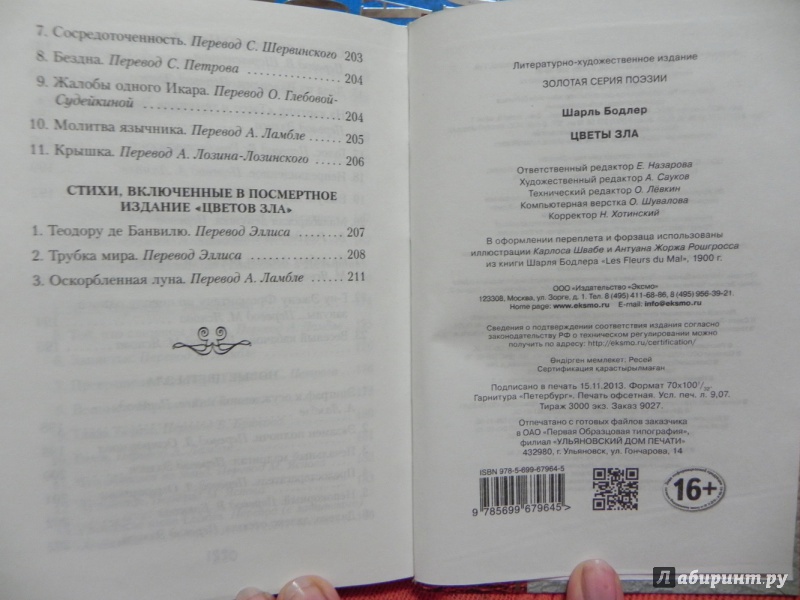 7. Сосредоточенность. Перевод С. Шервинского 203
8. Бездна. Перевод С. Петрова 204
9. Жалобы одного Икара. Перевод О. Глебовой-
Судейкиной 204
10. Молитва язычника. Перевод А. Ламбле 205
11. Крышка. Перевод А. Лозина-Лозинского 206
СТИХИ, ВКЛЮЧЕННЫЕ В ПОСМЕРТНОЕ
ИЗДАНИЕ «ЦВЕТОВ ЗЛА»
1. Теодору де Банвилю. Перевод Эллиса 207
2. Трубка мира. Перевод Эллиса 208
3. Оскорбленная луна. Перевод А. Ламбле 211
Литературно-художественное издание
ЗОЛОТАЯ СЕРИЯ ПОЭЗИИ
Шарль Бодлер
ЦВЕТЫ ЗЛА
Ответственный редактор Е. Назарова
Художественный редактор А. Сауков
Технический редактор О. Лёвкин
Компьютерная верстка О. Шувалова
Корректор Н. Хотинский
В оформлении переплета и форзаца использованы
иллюстрации Карлоса Швабе и Антуана Жоржа Рошгросса
из книги Шарля Бодлера «Les Fleurs du Mal», 1900 г.
ООО «Издательство «Эксмо»
123308, Москва, ул. Зорге, д. 1. Тел. 8 (495) 411-68-86, 8 (495) 956-39-21.
Home page: www.eksmo.ru E-mail: info@eksmo.ru
Сведения о подтверждении соответствия издания согласно
законодательству РФ о техническом регулировании можно
получить по адресу: http://eksmo.ru/certification/
Өндірген мемлекет: Ресей
Сертификация қарастырылмаған
Подписано в печать 15.11.2013. Формат 70x100 1/32.
Гарнитура «Петербург». Печать офсетная. Усл. печ. л. 9,07.
Тираж 3000 экз. Заказ 9027.
Отпечатано с готовых файлов заказчика
в ОАО «Первая Образцовая типография»,
филиал «УЛЬЯНОВСКИЙ ДОМ ПЕЧАТИ»
432980, г. Ульяновск, ул. Гончарова, 14
ISBN 978-5-699-67964-5
9 785699 679645 >
16+
Лабиринт.ру